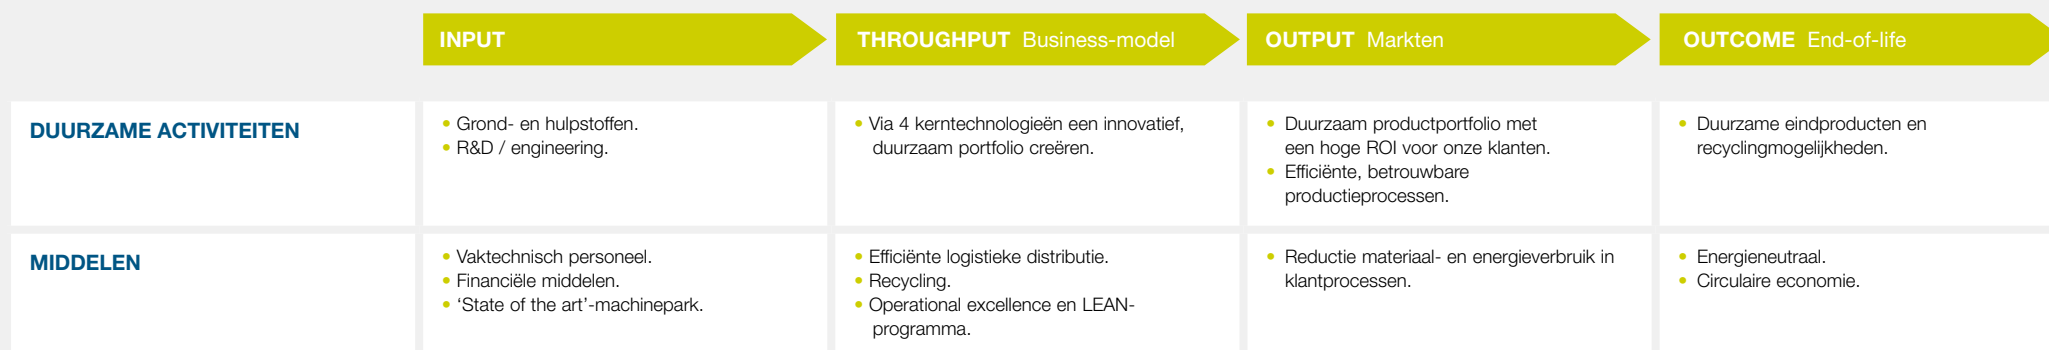 INPUT
THROUGHPUT Business-model
OUTPUT Markten
OUTCOME End-of-life
DUURZAME ACTIVITEITEN
• Grond- en hulpstoffen.
• R&D / engineering.
• Via 4 kerntechnologieën een innovatief,
duurzaam portfolio creëren.
• Duurzaam productportfolio met
een hoge ROI voor onze klanten.
• Efficiënte, betrouwbare
productieprocessen.
• Duurzame eindproducten en
recyclingmogelijkheden.
MIDDELEN
• Vaktechnisch personeel.
• Financiële middelen.
• ‘State of the art’-machinepark.
• Efficiënte logistieke distributie.
• Recycling.
• Operational excellence en LEAN-
programma.
• Reductie materiaal- en energieverbruik in
klantprocessen.
• Energieneutraal.
• Circulaire economie.